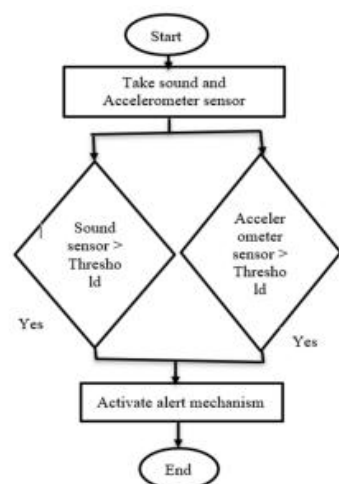 Start
Take sound and
Accelerometer sensor
Sound
sensor >
Thresho
ld
Acceler
ometer
sensor >
Thresho
ld
Yes
Yes
Activate alert mechanism
End